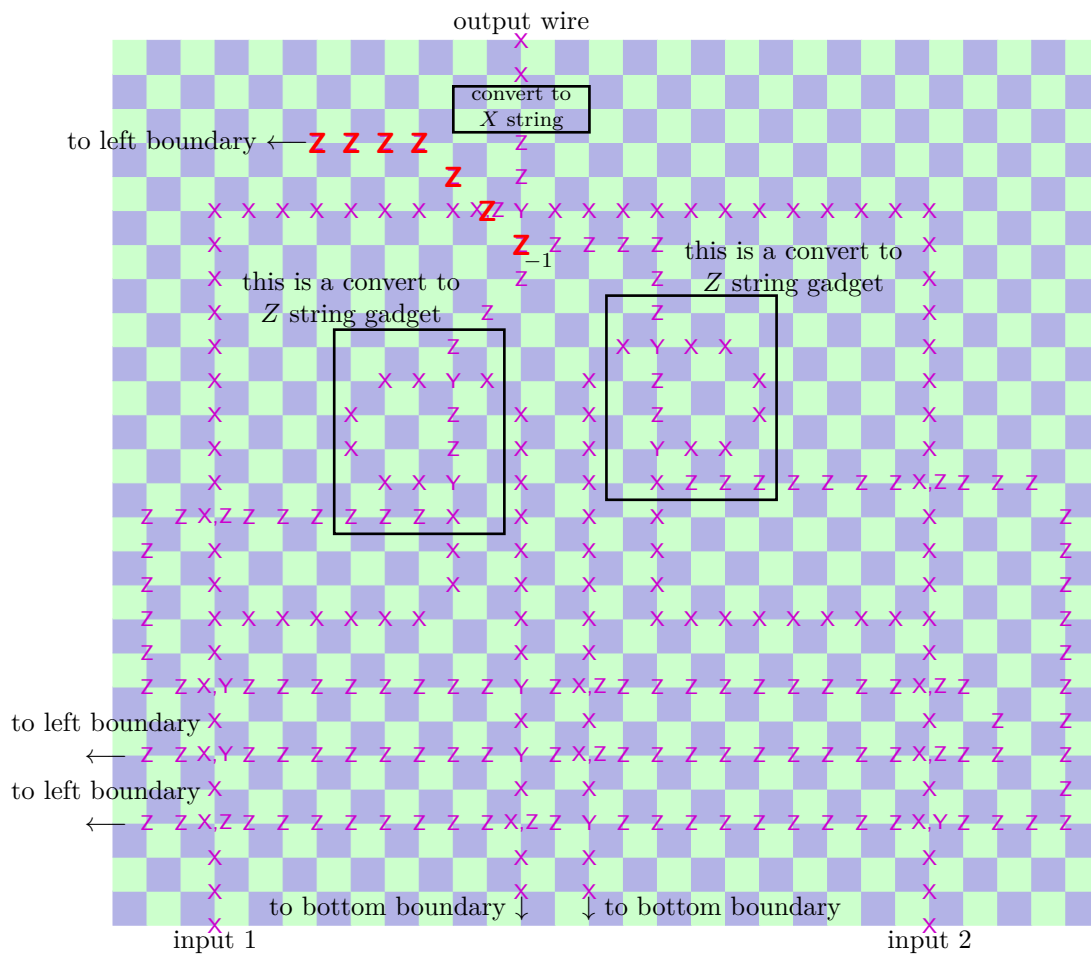 output wire
X
X
convert to
X string
to left boundary ← Z Z Z Z Z
Z Z
X X X X X X X X X,Z Z Y X X X X X X X X X X X X
X Z Z Z Z Z X
−1
this is a convert to
Z string gadget
this is a convert to
Z string gadget
X Z Z X
X Z Z X
X Z X Y X X X
X X X Y X X Z X X
X X Z X X Z X X
X X Z X X Y X X X
X X X Y X X X Z Z Z Z Z Z Z X,Z Z Z Z
Z Z X,Z Z Z Z Z Z Z X X X X X Z
Z X X X X X X Z
Z X X X X X X Z
Z X X X X X X X X X X X X X X X X X X Z
Z X X X X Z
Z Z X,Y Z Z Z Z Z Z Z Z Y Z X,Z Z Z Z Z Z Z Z Z Z X,Z Z
to left boundary X X X X Z Z
← Z Z X,Y Z Z Z Z Z Z Z Z Y Z X,Z Z Z Z Z Z Z Z Z Z X,Z Z Z Z
to left boundary X X X X Z
← Z Z X,Z Z Z Z Z Z Z Z Z X,Z Z Y Z Z Z Z Z Z Z Z Z X,Y Z Z Z Z
X X X X
X X X X
to bottom boundary ↓ ↓ to bottom boundary
X X
input 1 input 2